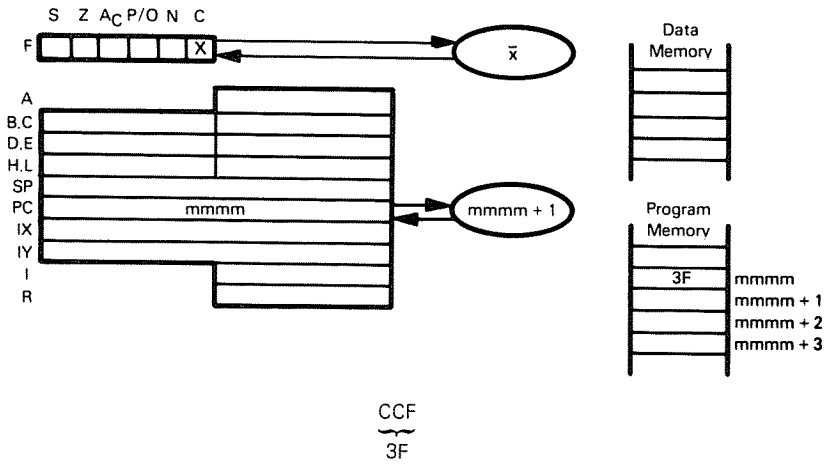 S Z AC P/O N C
F X
x̄
Data
Memory
A
B,C
D,E
H,L
SP
PC mmmm
mmmm + 1
IX
IY
I
R
Program
Memory
3F mmmm
mmmm + 1
mmmm + 2
mmmm + 3
CCF
3F